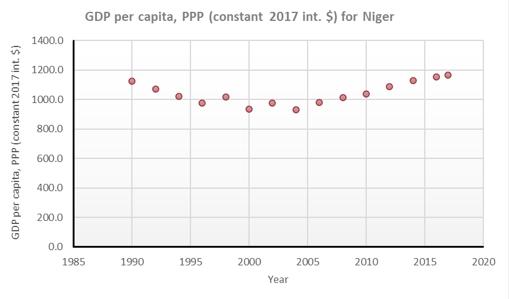 GDP per capita, PPP (constant 2017 int. $) for Niger
GDP per capita, PPP (constant 2017 int. $)
1400.0
1200.0
1000.0
800.0
600.0
400.0
200.0
0.0
1985 1990 1995 2000 2005 2010 2015 2020
Year